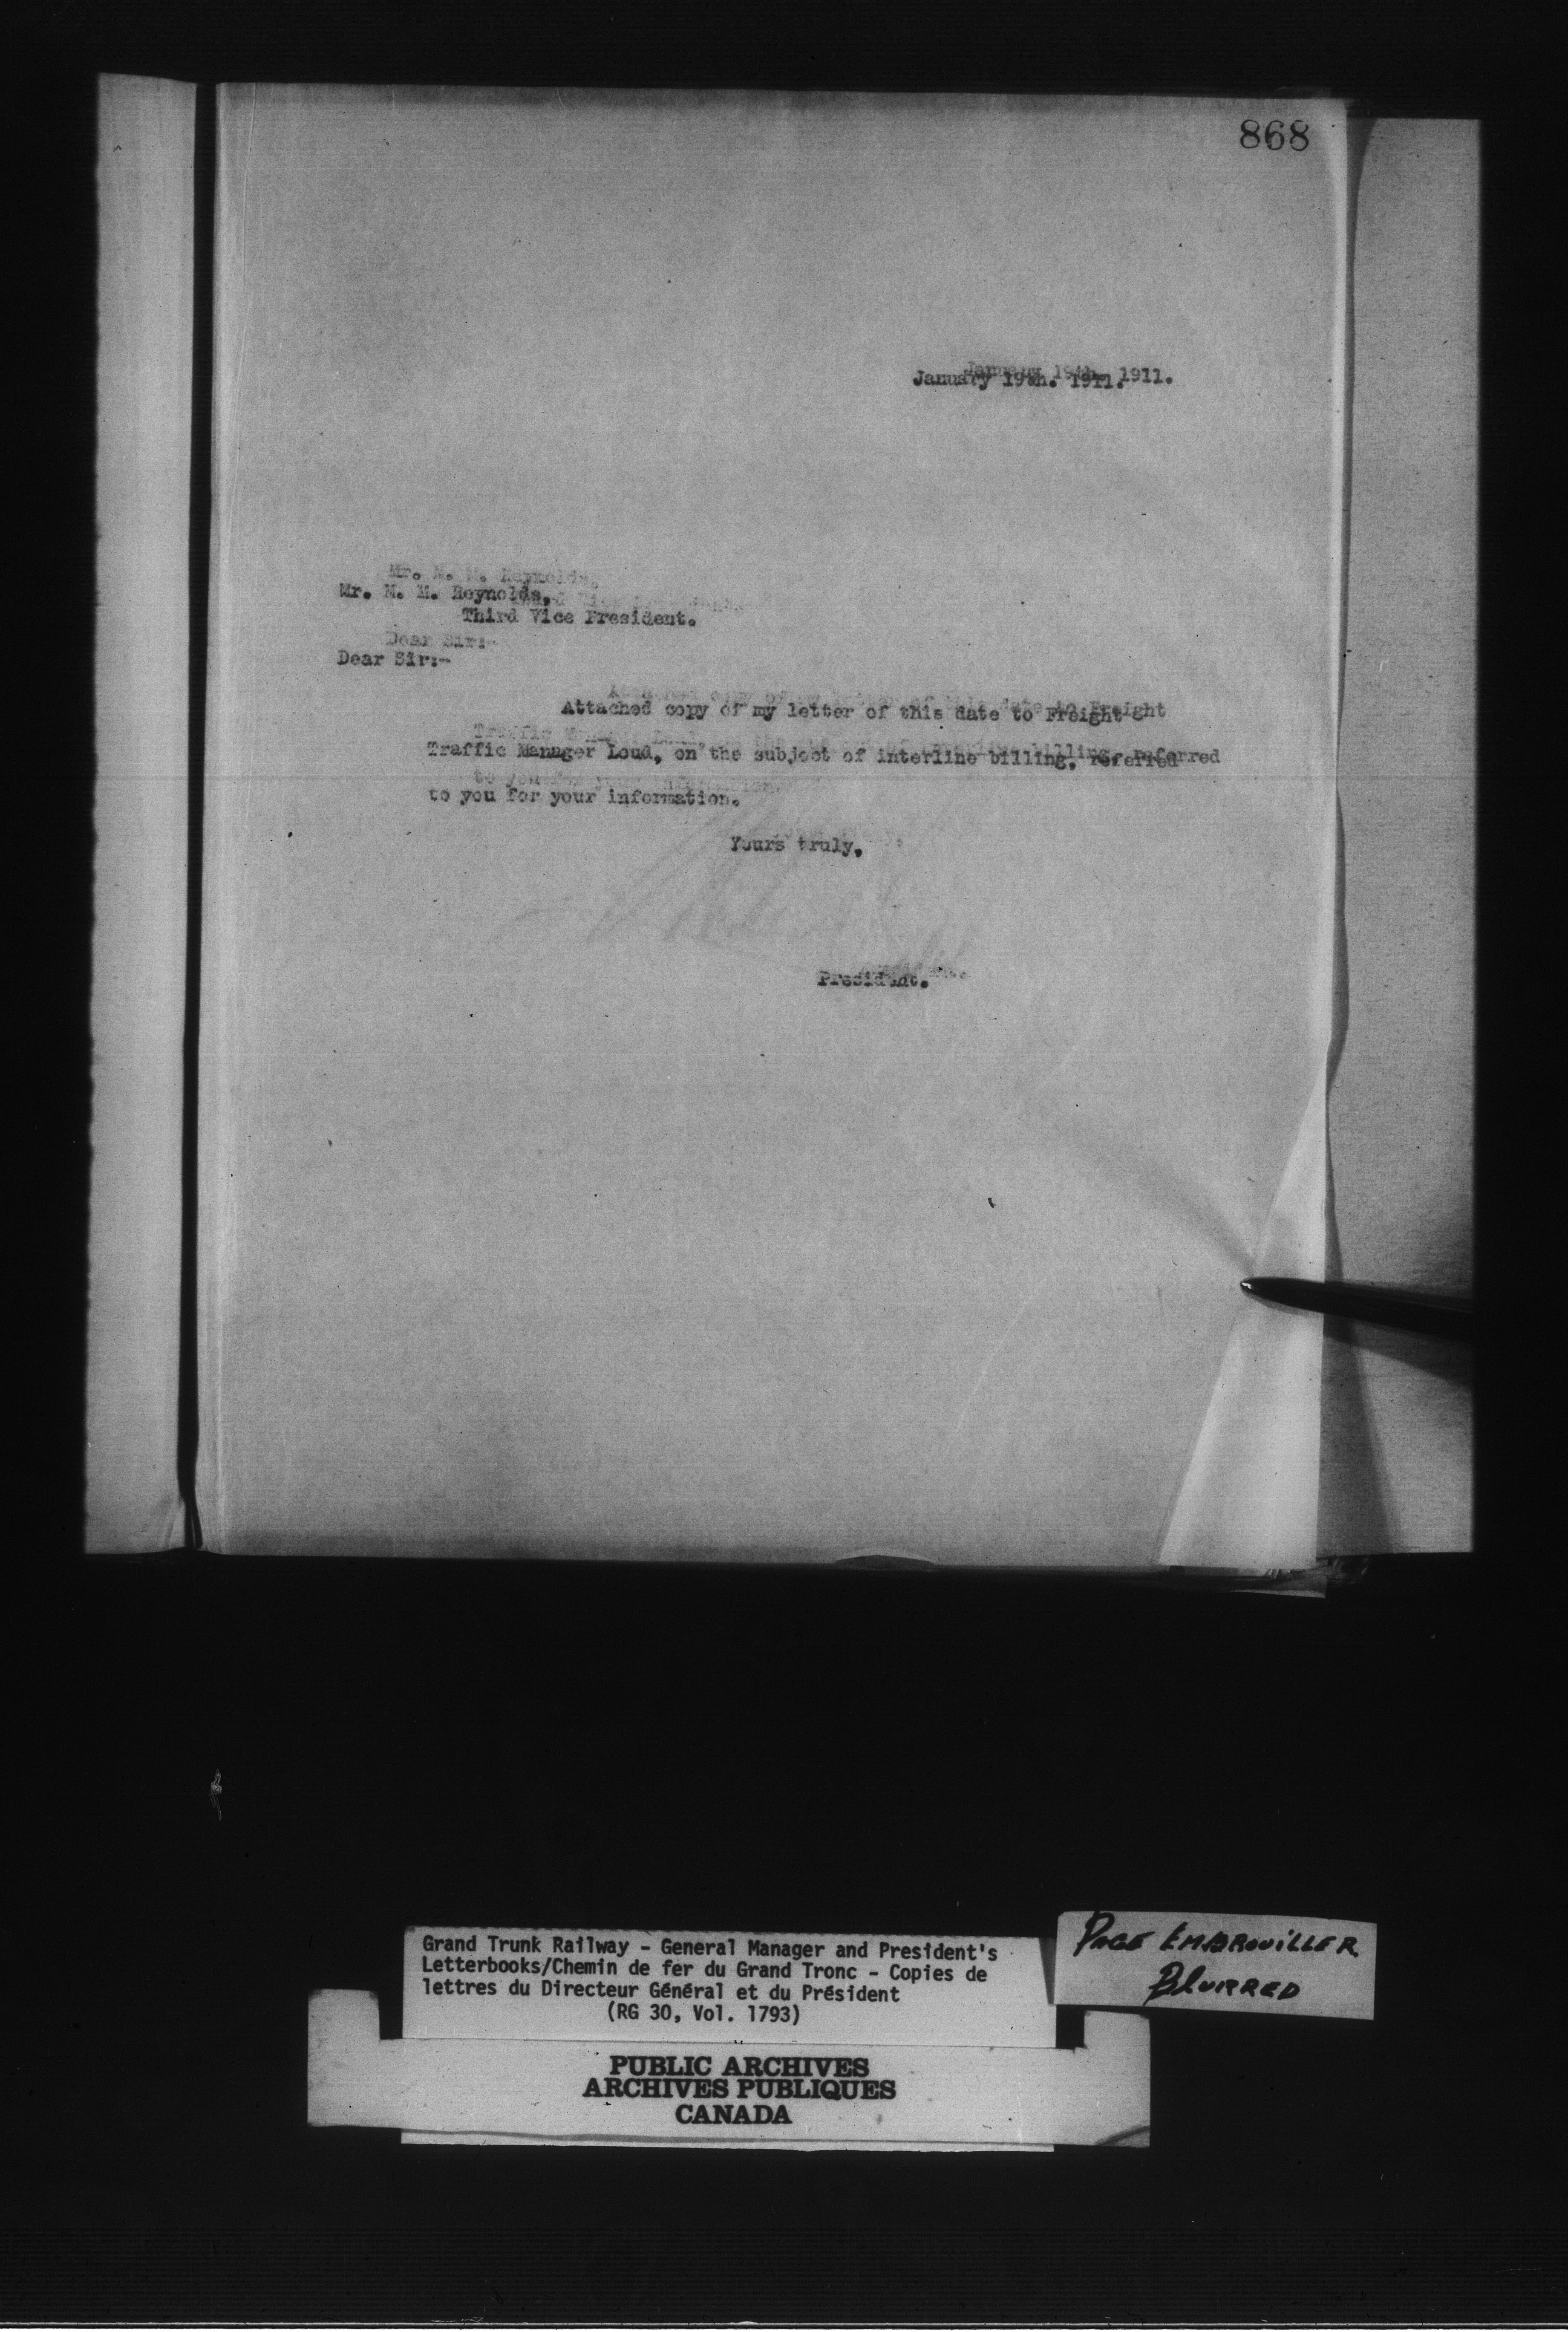 868
January 19th. 1911.
Mr. M. M. Reynolds,
Third Vice President.
Dear Sir:-
Attached copy of my letter of this date to Freight
Traffic Manager Loud, on the subject of interline billing, referred
to you for your information.
Yours truly,
President.
Grand Trunk Railway - General Manager and President's
Letterbooks/Chemin de fer du Grand Tronc - Copies de
lettres du Directeur Général et du Président
(RG 30, Vol. 1793)
PAGE EMBROUILLER
BLURRED
PUBLIC ARCHIVES
ARCHIVES PUBLIQUES
CANADA